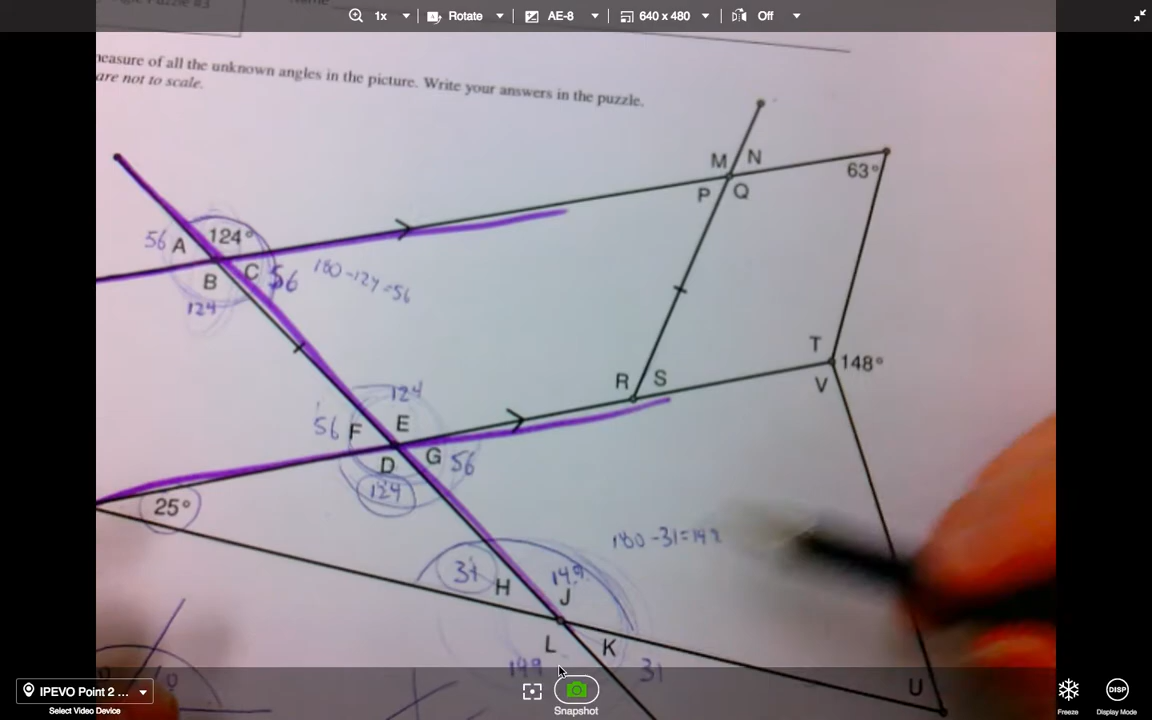 1x Rotate AE-8 640 x 480 Off
easure of all the unknown angles in the picture. Write your answers in the puzzle.
are not to scale.
M N
63°
P Q
56 A 124°
C 56 180-124=56
B
124
T
148°
R S
V
124
56 F E
D G 56
124
25°
180-31=149
31 149
H J
L K
149 31
U
IPEVO Point 2 ...
Select Video Device
Snapshot
Freeze
DISP
Display Mode